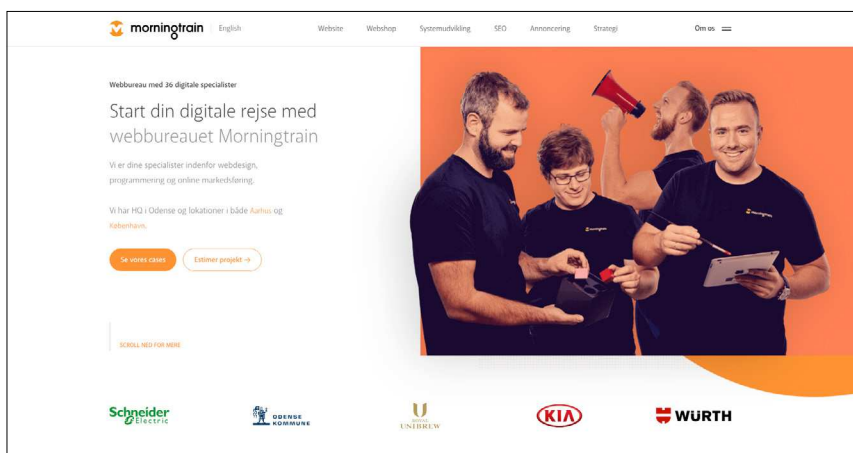 morningtrain
English
Website
Webshop
Systemudvikling
SEO
Annoncering
Strategi
Om os
Webbureau med 36 digitale specialister
Start din digitale rejse med
webbureauet Morningtrain
Vi er dine specialister indenfor webdesign,
programmering og online markedsføring.
Vi har HQ i Odense og lokationer i både Aarhus og
København.
Se vores cases
Estimer projekt →
morningtrain
SCROLL NED FOR MERE
Schneider
Electric
ODENSE
KOMMUNE
ROYAL
UNIBREW
KIA
WÜRTH